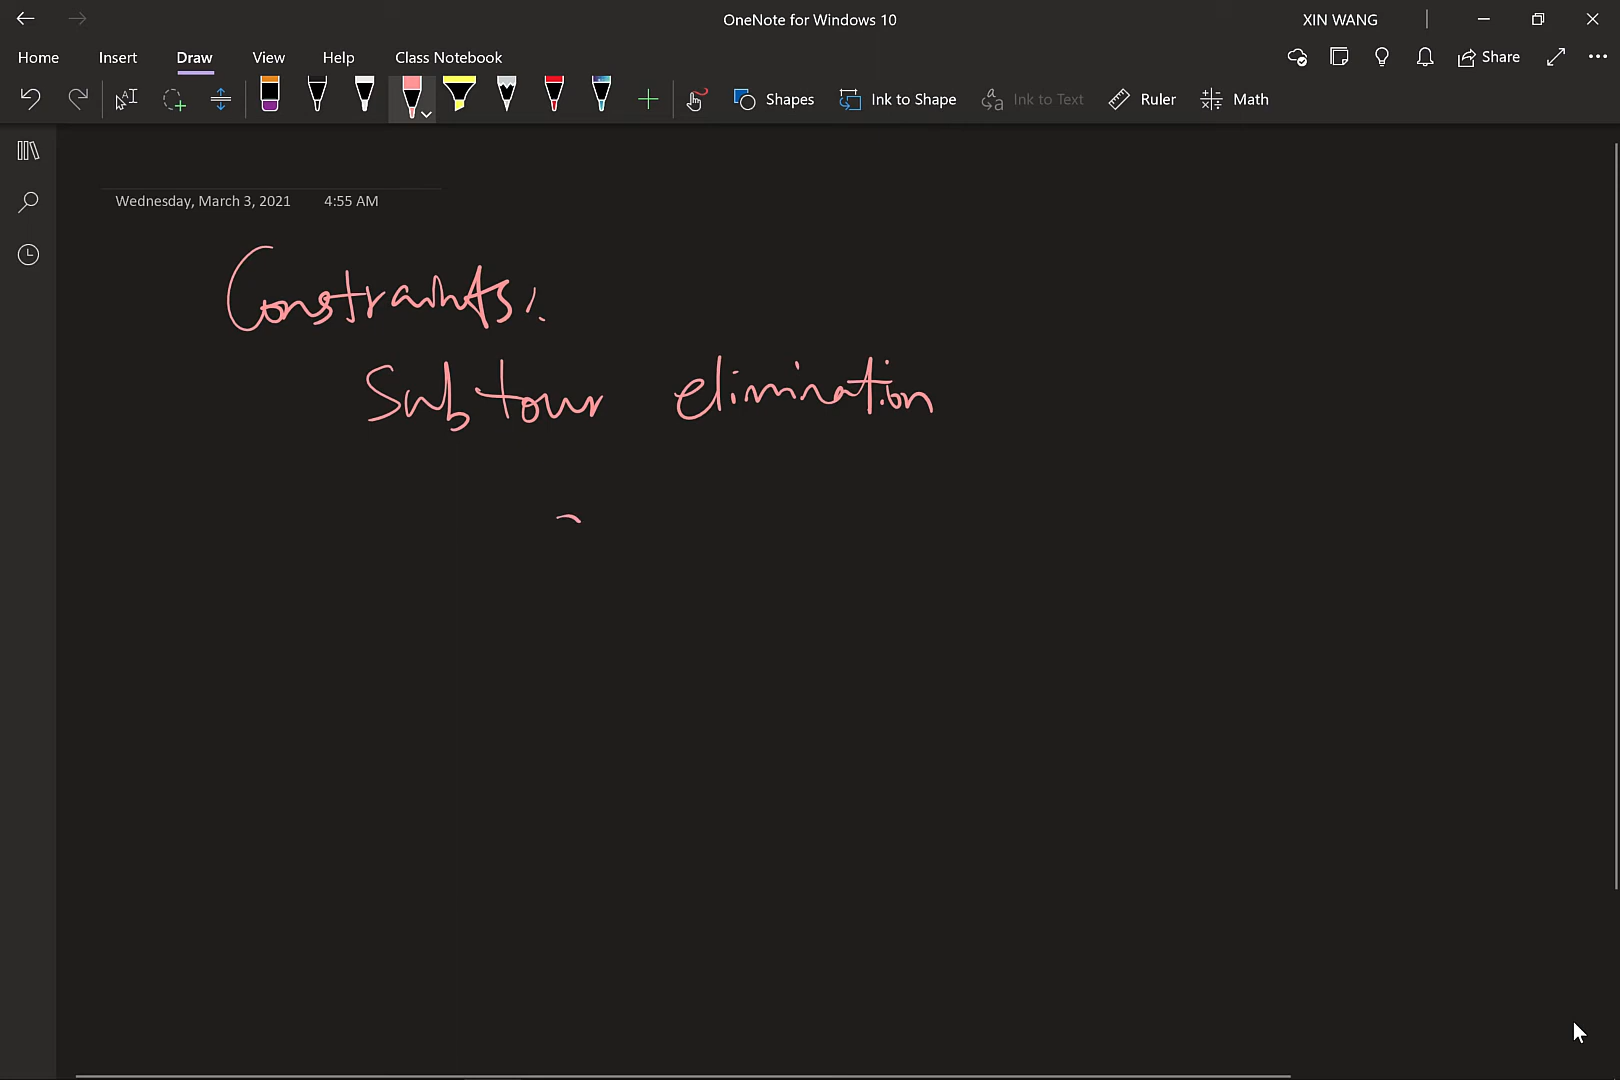 OneNote for Windows 10
XIN WANG
Home Insert Draw View Help Class Notebook
Share
Shapes Ink to Shape Ink to Text Ruler Math
Wednesday, March 3, 2021 4:55 AM
Constraints:
Subtour elimination